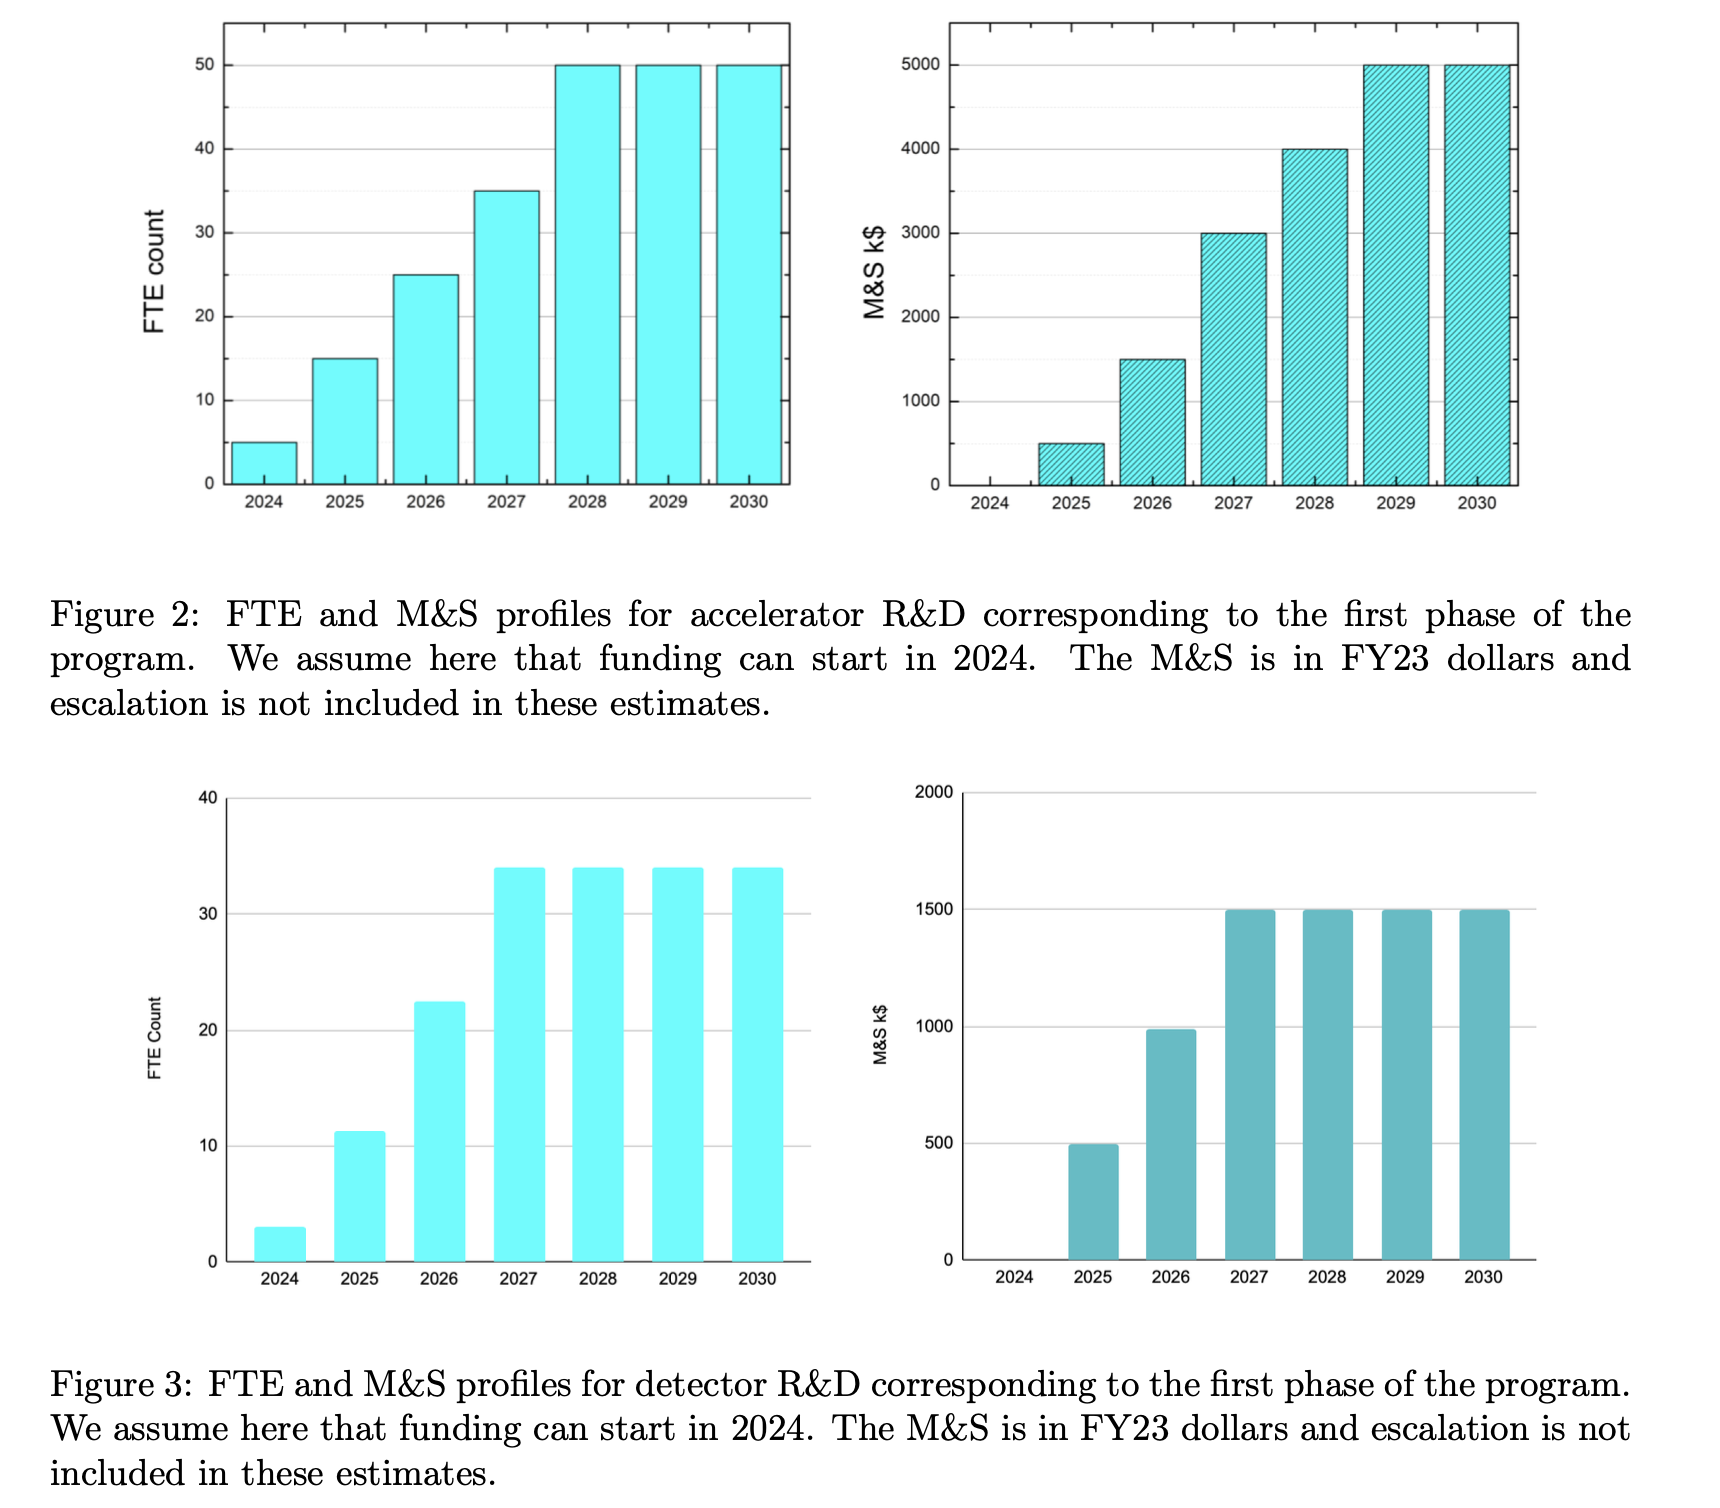 50
40
30
20
10
0
FTE count
2024 2025 2026 2027 2028 2029 2030
5000
4000
3000
2000
1000
0
M&S k$
2024 2025 2026 2027 2028 2029 2030
Figure 2: FTE and M&S profiles for accelerator R&D corresponding to the first phase of the
program. We assume here that funding can start in 2024. The M&S is in FY23 dollars and
escalation is not included in these estimates.
40
30
20
10
0
FTE Count
2024 2025 2026 2027 2028 2029 2030
2000
1500
1000
500
0
M&S k$
2024 2025 2026 2027 2028 2029 2030
Figure 3: FTE and M&S profiles for detector R&D corresponding to the first phase of the program.
We assume here that funding can start in 2024. The M&S is in FY23 dollars and escalation is not
included in these estimates.